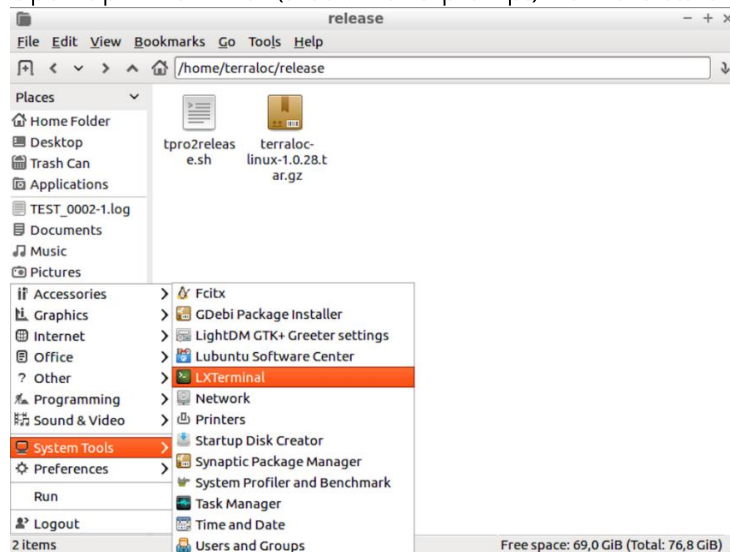 release
File Edit View Bookmarks Go Tools Help
/home/terraloc/release
Places
Home Folder
Desktop
Trash Can
Applications
TEST_0002-1.log
Documents
Music
Pictures
tpro2releas
e.sh
terraloc-
linux-1.0.28.t
ar.gz
Accessories
Graphics
Internet
Office
? Other
Programming
Sound & Video
System Tools
Preferences
Run
Logout
Fcitx
GDebi Package Installer
LightDM GTK+ Greeter settings
Lubuntu Software Center
LXTerminal
Network
Printers
Startup Disk Creator
Synaptic Package Manager
System Profiler and Benchmark
Task Manager
Time and Date
Users and Groups
2 items
Free space: 69,0 GiB (Total: 76,8 GiB)